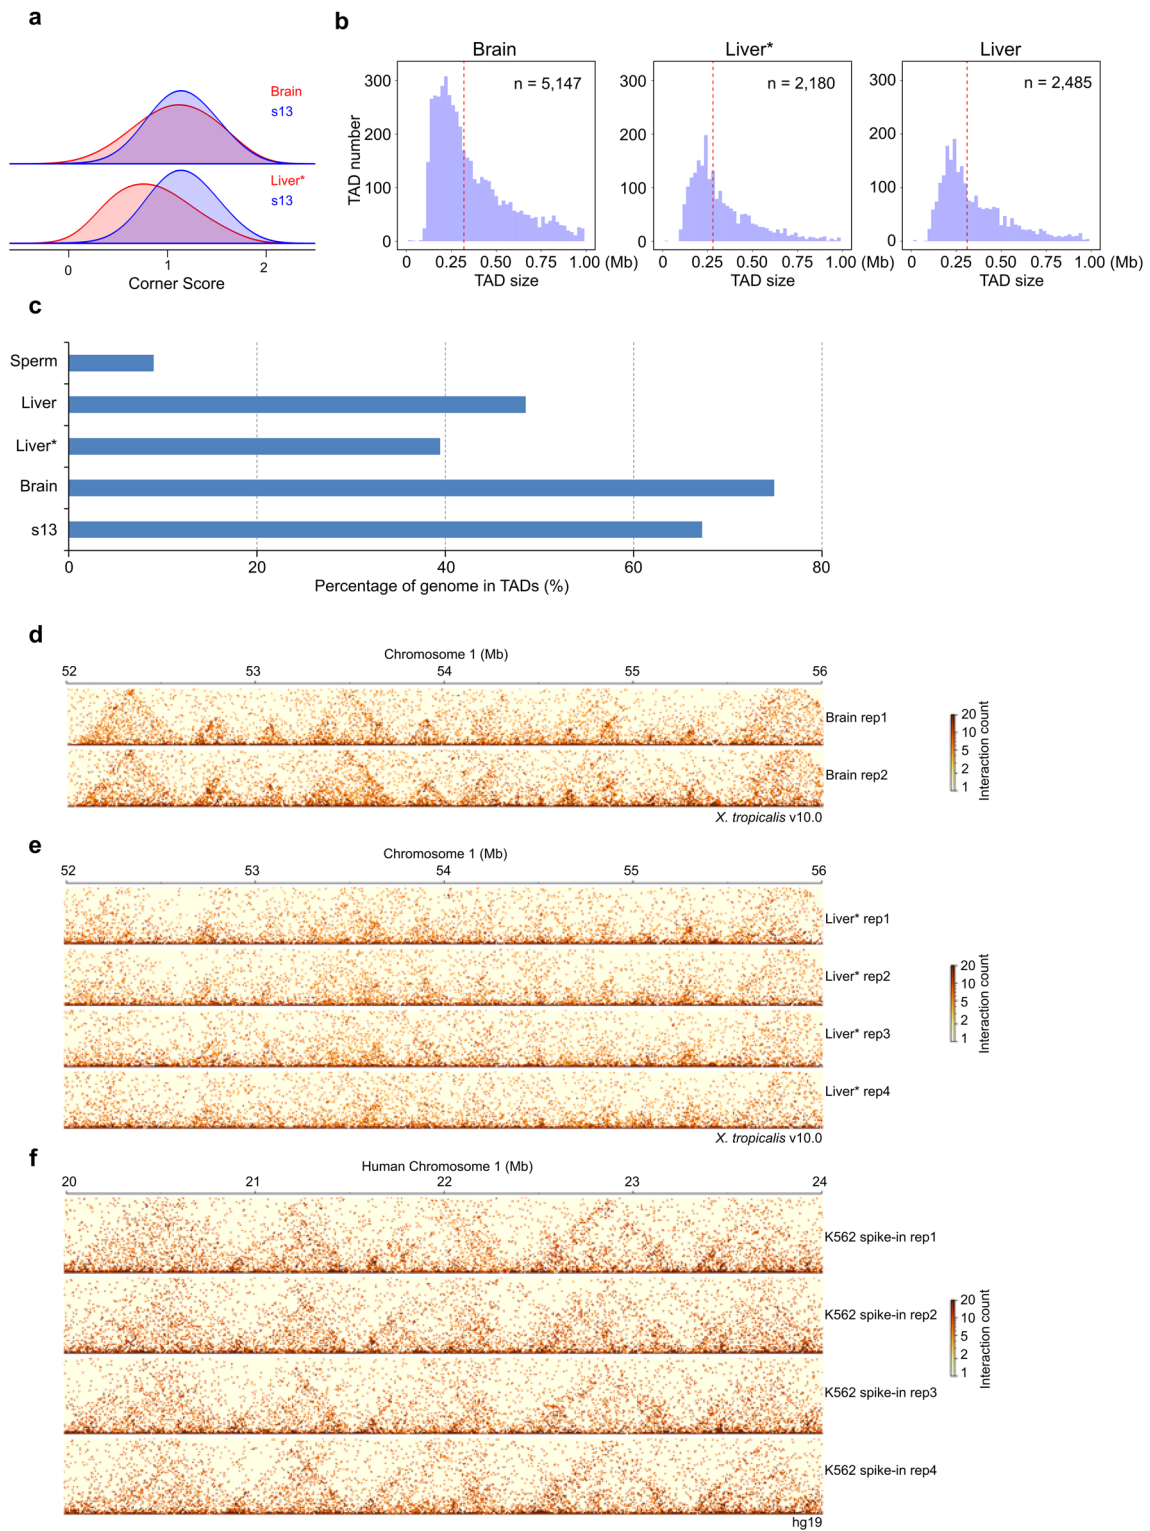 a
Brain
s13
Liver*
s13
0 1 2
Corner Score
b
Brain
n = 5,147
300
200
100
0
TAD number
0 0.25 0.75 1.00 (Mb)
TAD size
Liver*
n = 2,180
300
200
100
0
0 0.25 0.75 1.00 (Mb)
TAD size
Liver
n = 2,485
300
200
100
0
0 0.25 0.75 1.00 (Mb)
TAD size
c
Sperm
Liver
Liver*
Brain
s13
0 20 40 60 80
Percentage of genome in TADs (%)
d
Chromosome 1 (Mb)
52 53 54 55 56
Brain rep1
Brain rep2
20
10
5
2
1
Interaction count
X. tropicalis v10.0
e
Chromosome 1 (Mb)
52 53 54 55 56
Liver* rep1
Liver* rep2
Liver* rep3
Liver* rep4
20
10
5
2
1
Interaction count
X. tropicalis v10.0
f
Human Chromosome 1 (Mb)
20 21 22 23 24
K562 spike-in rep1
K562 spike-in rep2
K562 spike-in rep3
K562 spike-in rep4
20
10
5
2
1
Interaction count
hg19